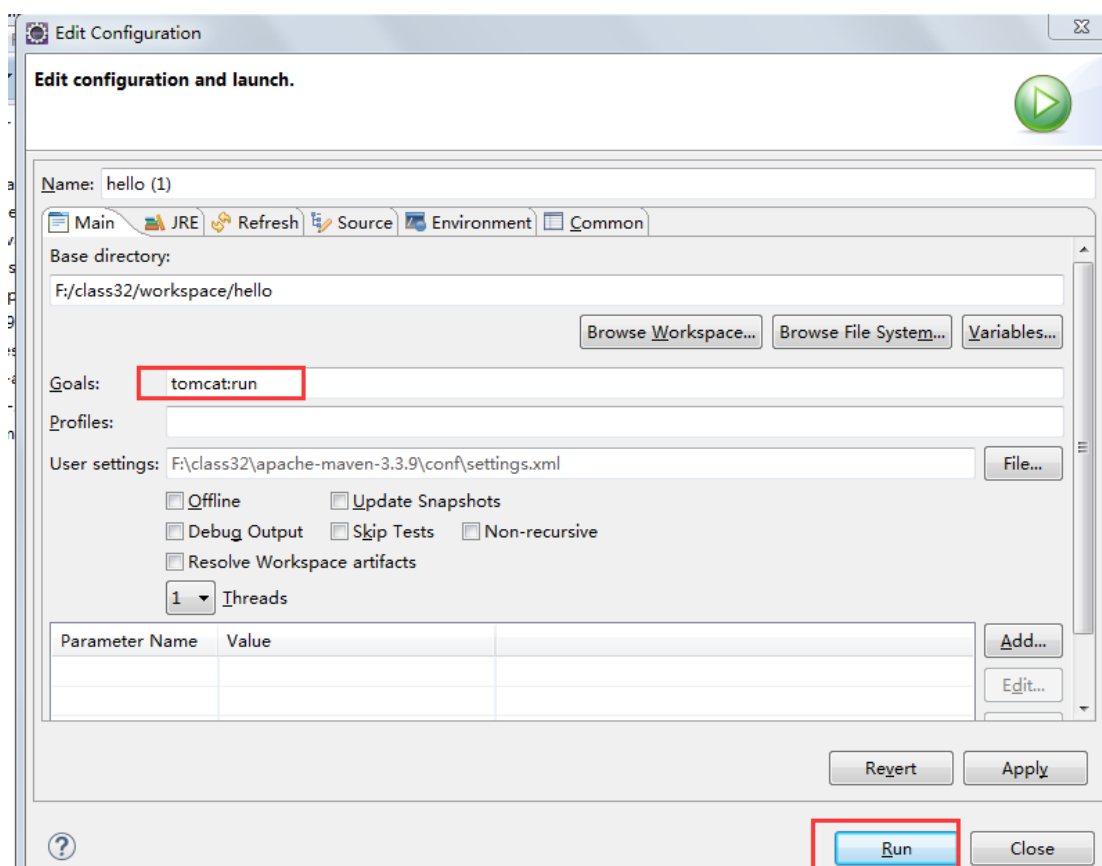 Edit Configuration
Edit configuration and launch.
Name: hello (1)
Main JRE Refresh Source Environment Common
Base directory:
F:/class32/workspace/hello
Browse Workspace... Browse File System... Variables...
Goals: tomcat:run
Profiles:
User settings: F:\class32\apache-maven-3.3.9\conf\settings.xml File...
Offline Update Snapshots
Debug Output Skip Tests Non-recursive
Resolve Workspace artifacts
1 Threads
Parameter Name Value Add...
Edit...
Revert Apply
? Run Close